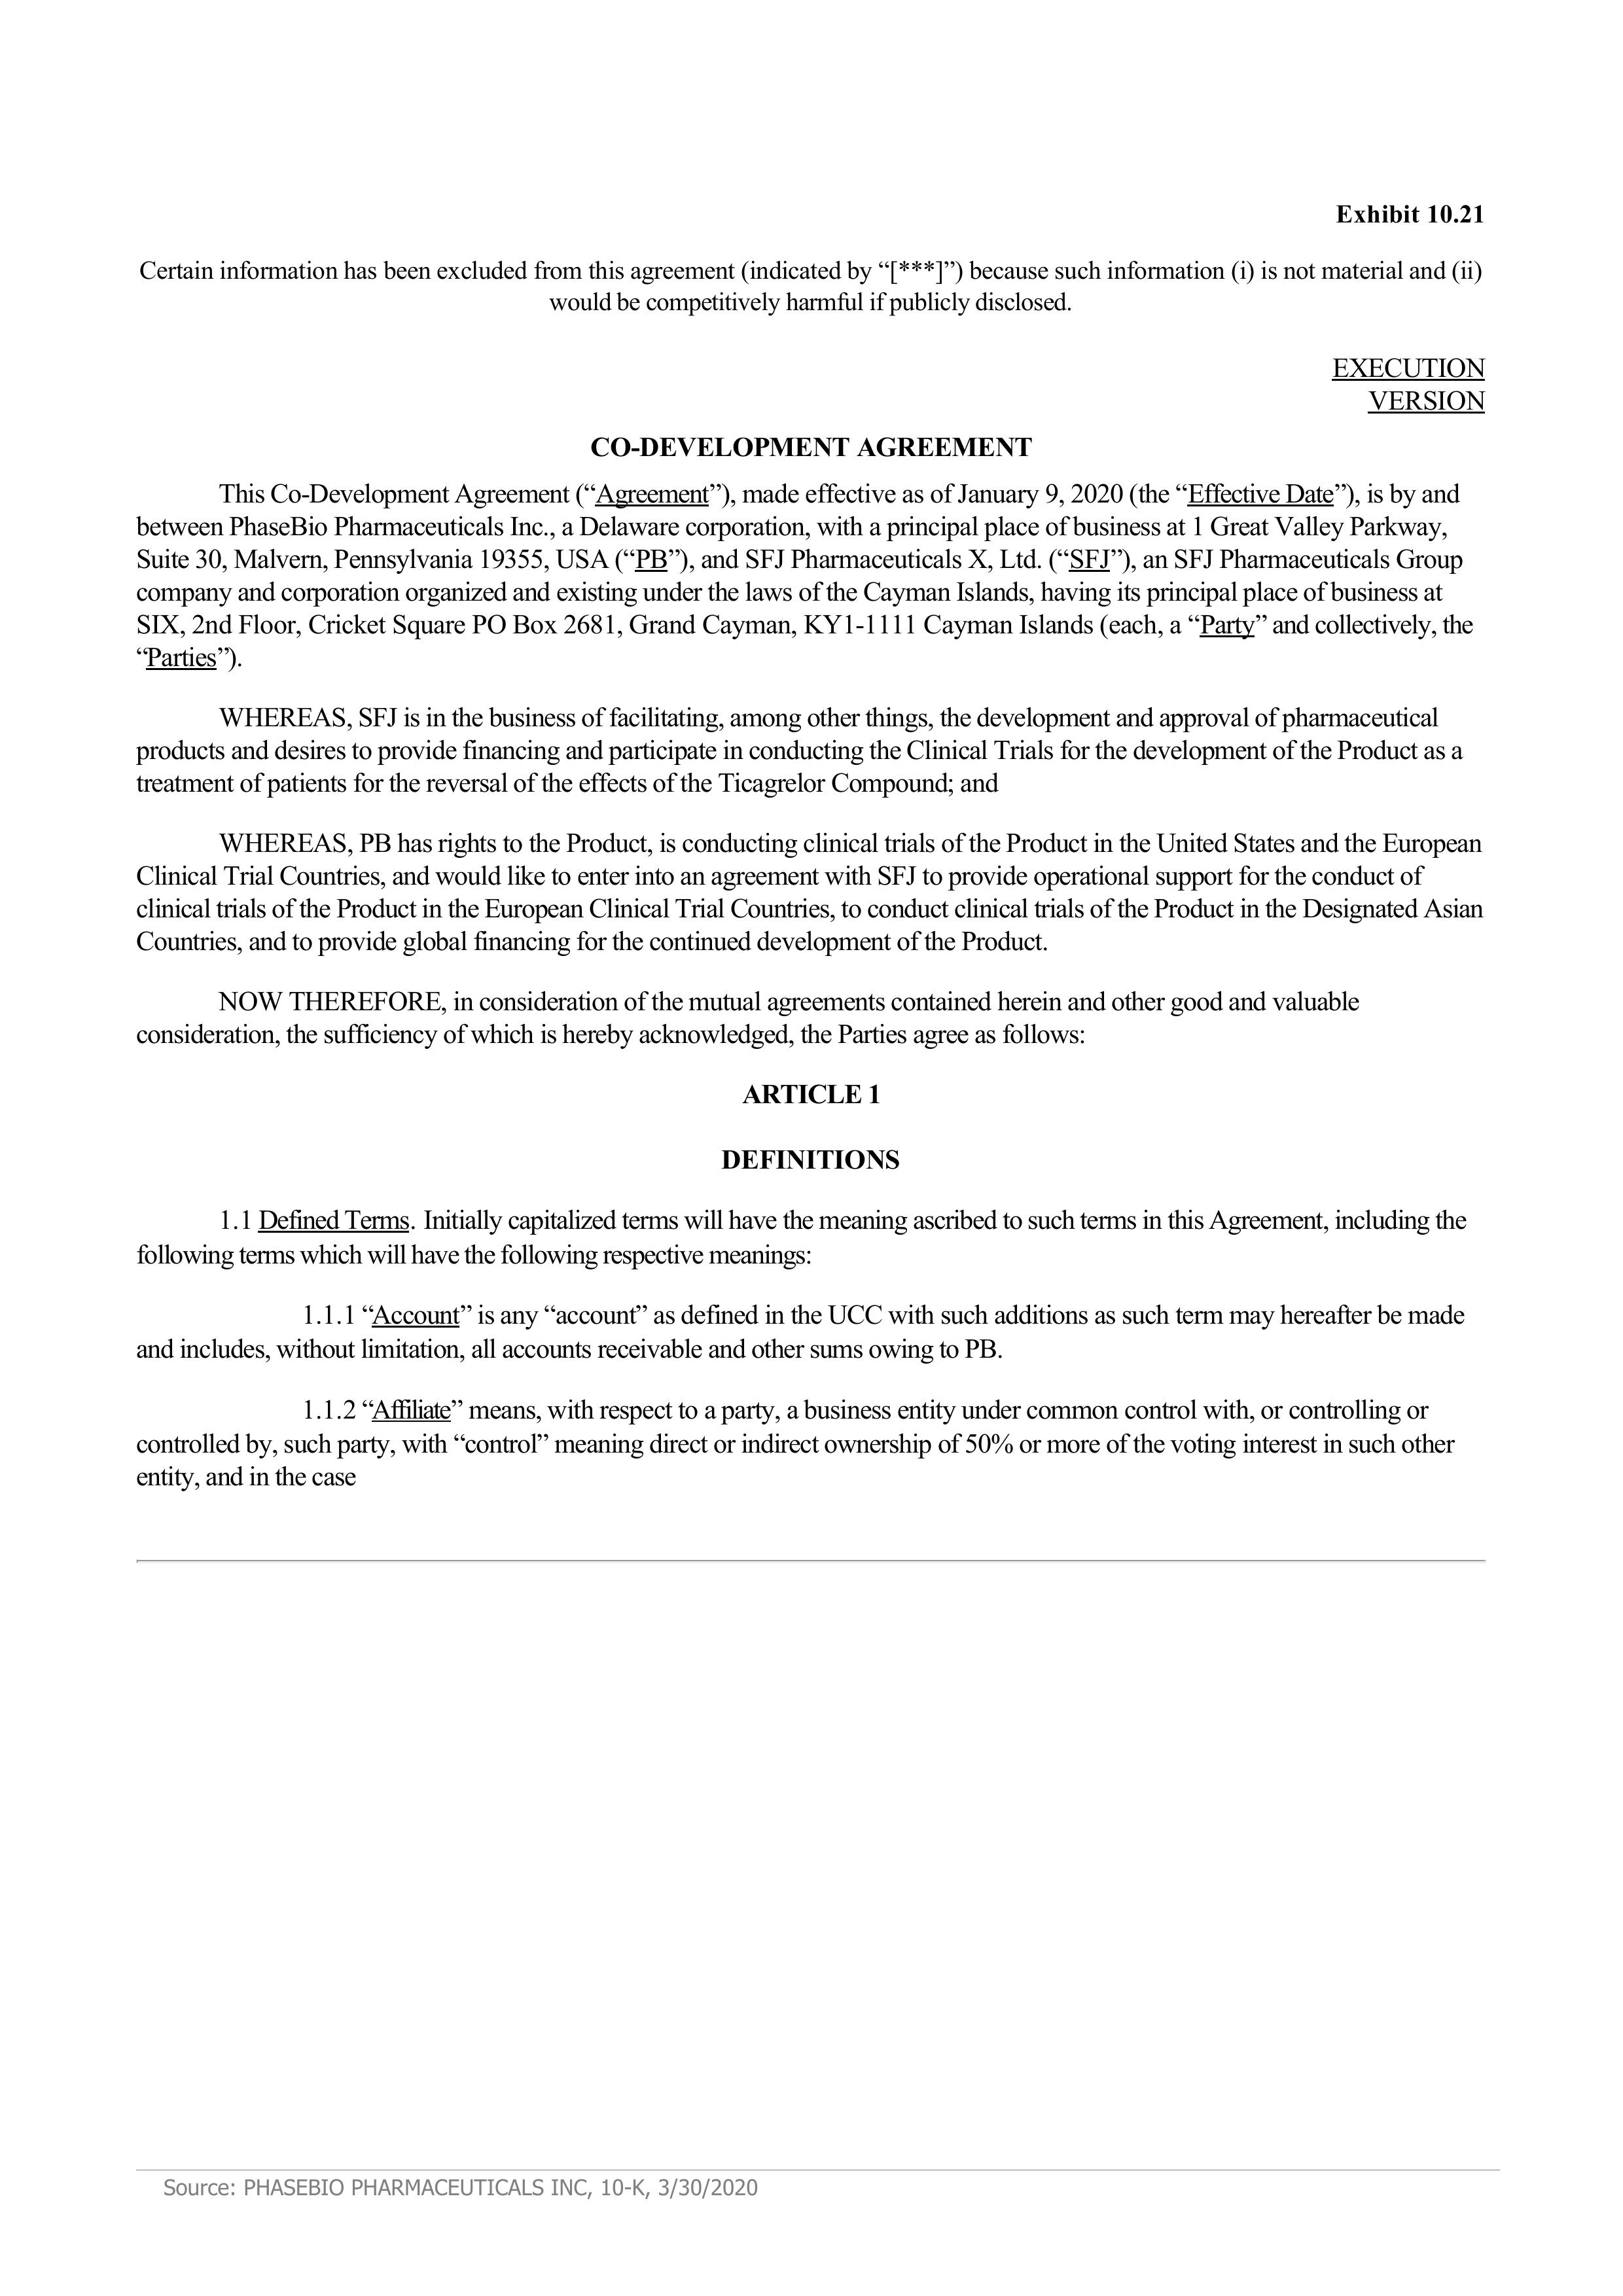 Exhibit 10.21
Certain information has been excluded from this agreement (indicated by “[***]”) because such information (i) is not material and (ii)
would be competitively harmful if publicly disclosed.
EXECUTION
VERSION
CO-DEVELOPMENT AGREEMENT
This Co-Development Agreement (“Agreement”), made effective as of January 9, 2020 (the “Effective Date”), is by and
between PhaseBio Pharmaceuticals Inc., a Delaware corporation, with a principal place of business at 1 Great Valley Parkway,
Suite 30, Malvern, Pennsylvania 19355, USA (“PB”), and SFJ Pharmaceuticals X, Ltd. (“SFJ”), an SFJ Pharmaceuticals Group
company and corporation organized and existing under the laws of the Cayman Islands, having its principal place of business at
SIX, 2nd Floor, Cricket Square PO Box 2681, Grand Cayman, KY1-1111 Cayman Islands (each, a “Party” and collectively, the
“Parties”).
WHEREAS, SFJ is in the business of facilitating, among other things, the development and approval of pharmaceutical
products and desires to provide financing and participate in conducting the Clinical Trials for the development of the Product as a
treatment of patients for the reversal of the effects of the Ticagrelor Compound; and
WHEREAS, PB has rights to the Product, is conducting clinical trials of the Product in the United States and the European
Clinical Trial Countries, and would like to enter into an agreement with SFJ to provide operational support for the conduct of
clinical trials of the Product in the European Clinical Trial Countries, to conduct clinical trials of the Product in the Designated Asian
Countries, and to provide global financing for the continued development of the Product.
NOW THEREFORE, in consideration of the mutual agreements contained herein and other good and valuable
consideration, the sufficiency of which is hereby acknowledged, the Parties agree as follows:
ARTICLE 1
DEFINITIONS
1.1 Defined Terms. Initially capitalized terms will have the meaning ascribed to such terms in this Agreement, including the
following terms which will have the following respective meanings:
1.1.1 “Account” is any “account” as defined in the UCC with such additions as such term may hereafter be made
and includes, without limitation, all accounts receivable and other sums owing to PB.
1.1.2 “Affiliate” means, with respect to a party, a business entity under common control with, or controlling or
controlled by, such party, with “control” meaning direct or indirect ownership of 50% or more of the voting interest in such other
entity, and in the case
Source: PHASEBIO PHARMACEUTICALS INC, 10-K, 3/30/2020